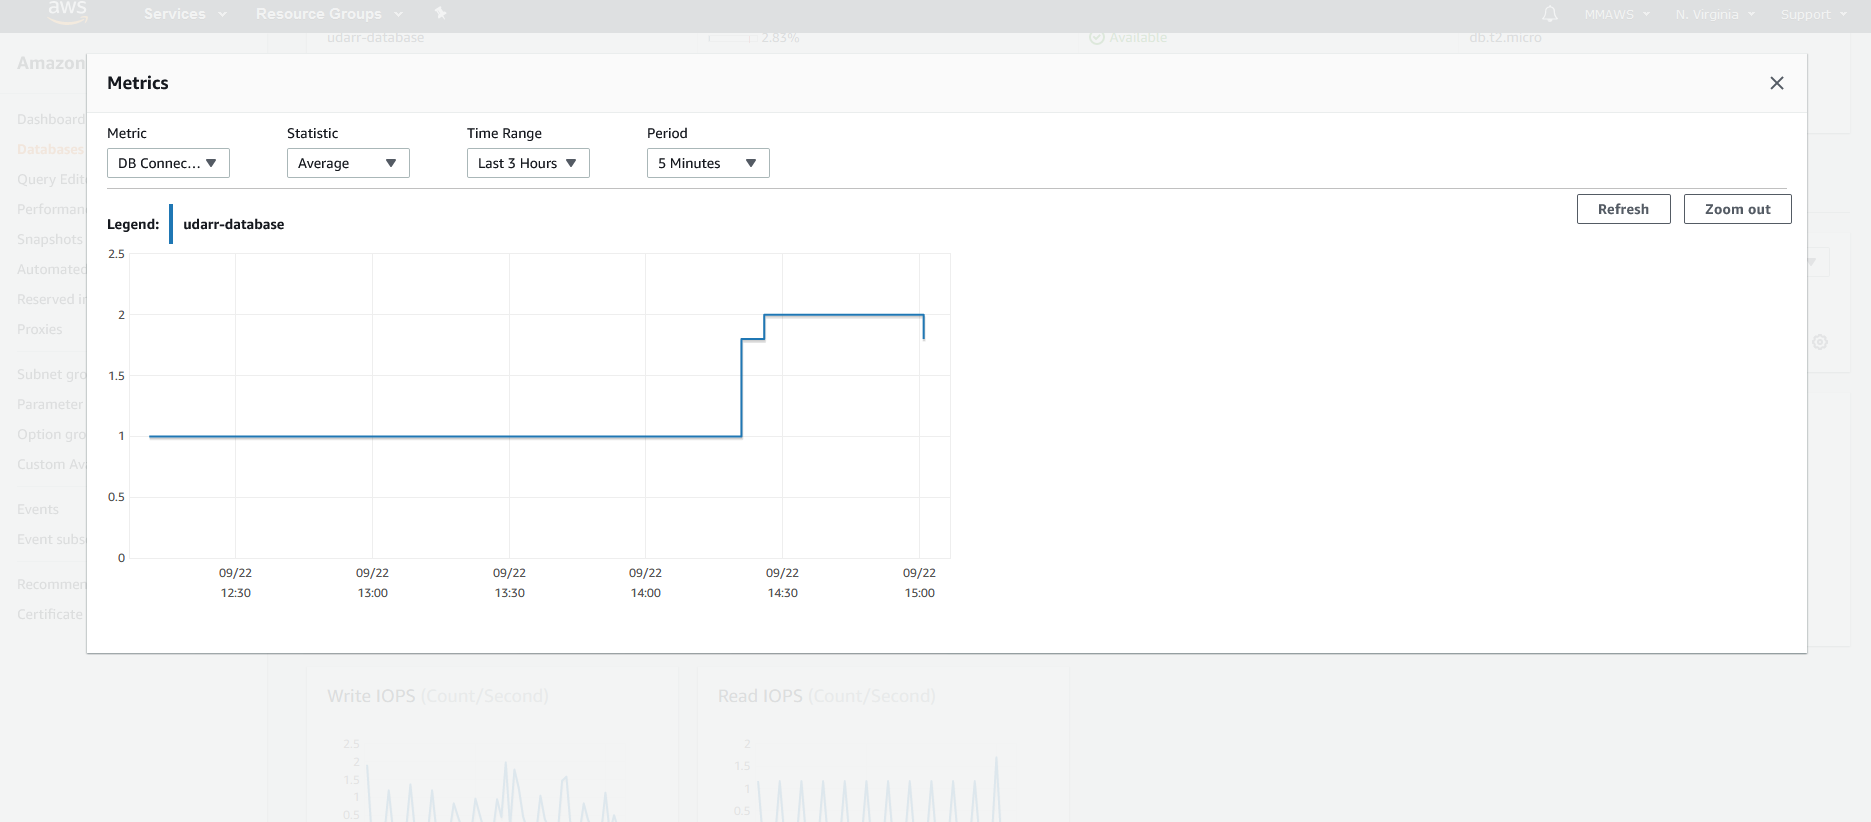 aws Services Resource Groups MMAWS N. Virginia Support
udarr-database 2.83% Available db.t2.micro
Amazon
Dashboard
Databases
Query Edit
Performan
Snapshots
Automated
Reserved in
Proxies
Subnet gro
Parameter
Option gro
Custom Ava
Events
Event subs
Recommen
Certificate
Metrics
Metric Statistic Time Range Period
DB Connec... Average Last 3 Hours 5 Minutes
Refresh Zoom out
Legend: udarr-database
2.5
2
1.5
1
0.5
0
09/22 09/22 09/22 09/22 09/22 09/22
12:30 13:00 13:30 14:00 14:30 15:00
Write IOPS (Count/Second)
2.5
2
1.5
1
0.5
Read IOPS (Count/Second)
2
1.5
1
0.5